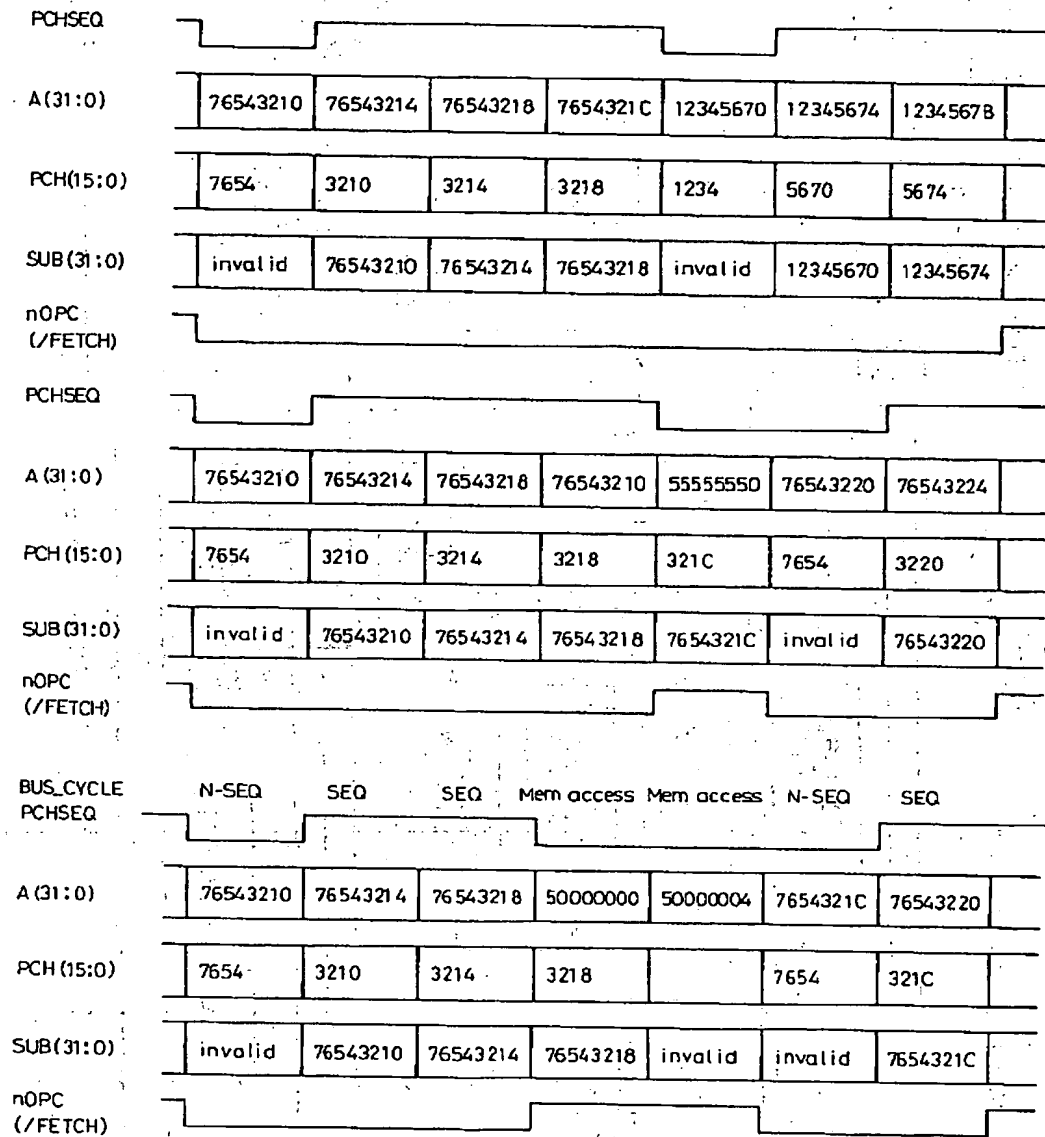 PCHSEQ
A(31:0) 76543210 76543214 76543218 7654321C 12345670 12345674 1234567B
PCH(15:0) 7654 3210 3214 3218 1234 5670 5674
SUB(31:0) invalid 76543210 76543214 76543218 invalid 12345670 12345674
nOPC
(/FETCH)
PCHSEQ
A(31:0) 76543210 76543214 76543218 76543210 55555550 76543220 76543224
PCH(15:0) 7654 3210 3214 3218 321C 7654 3220
SUB(31:0) invalid 76543210 76543214 76543218 7654321C invalid 76543220
nOPC
(/FETCH)
BUS_CYCLE N-SEQ SEQ SEQ Mem access Mem access N-SEQ SEQ
PCHSEQ
A(31:0) 76543210 76543214 76543218 50000000 50000004 7654321C 76543220
PCH(15:0) 7654 3210 3214 3218 7654 321C
SUB(31:0) invalid 76543210 76543214 76543218 invalid invalid 7654321C
nOPC
(/FETCH)